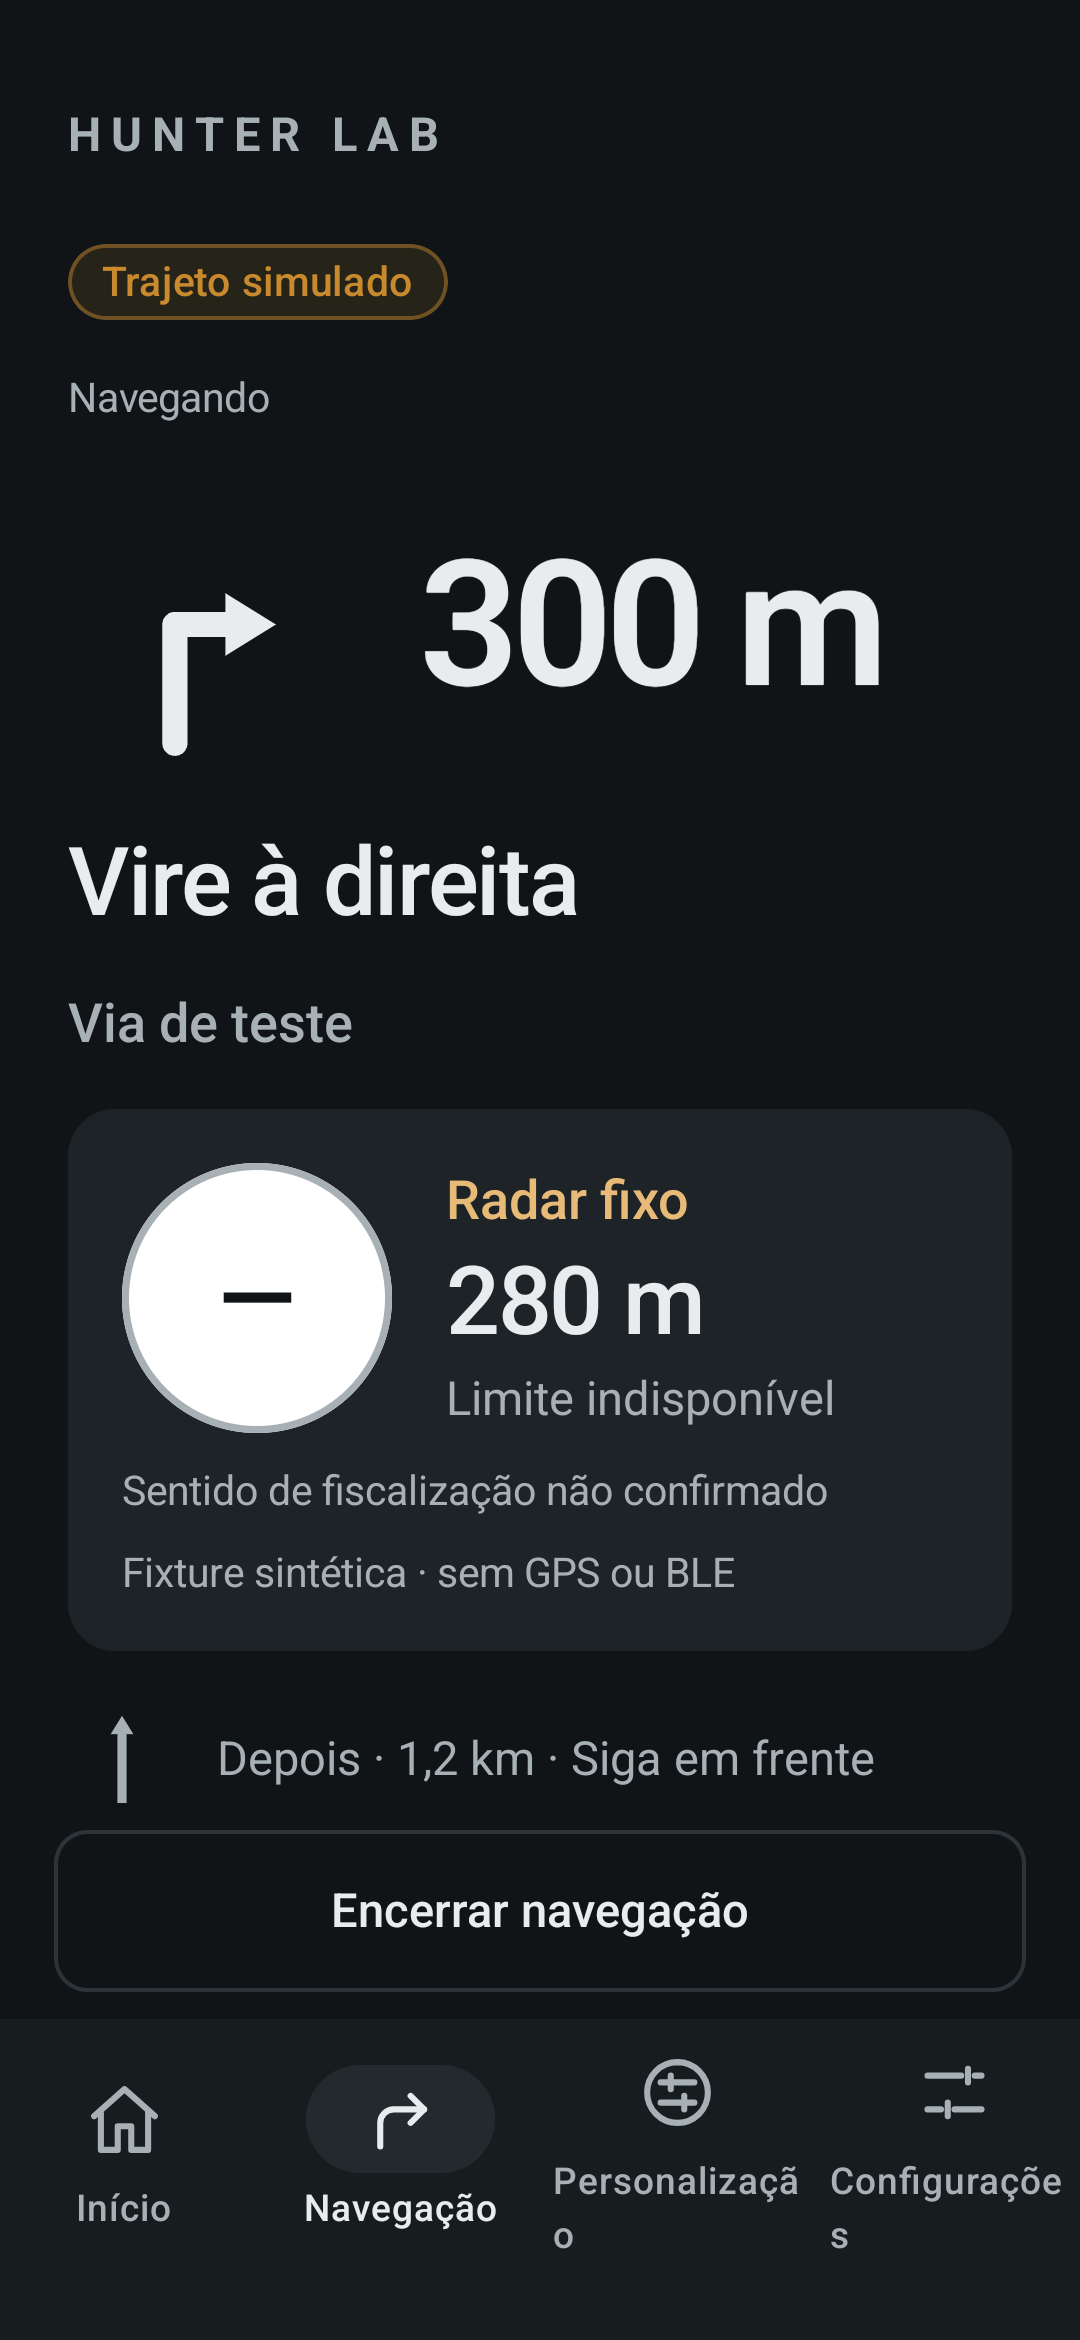 HUNTER LAB
Trajeto simulado
Navegando
300 m
Vire à direita
Via de teste
—
Radar fixo
280 m
Limite indisponível
Sentido de fiscalização não confirmado
Fixture sintética · sem GPS ou BLE
Depois · 1,2 km · Siga em frente
Encerrar navegação
Início
Navegação
Personalizaçã
o
Configuraçõe
s